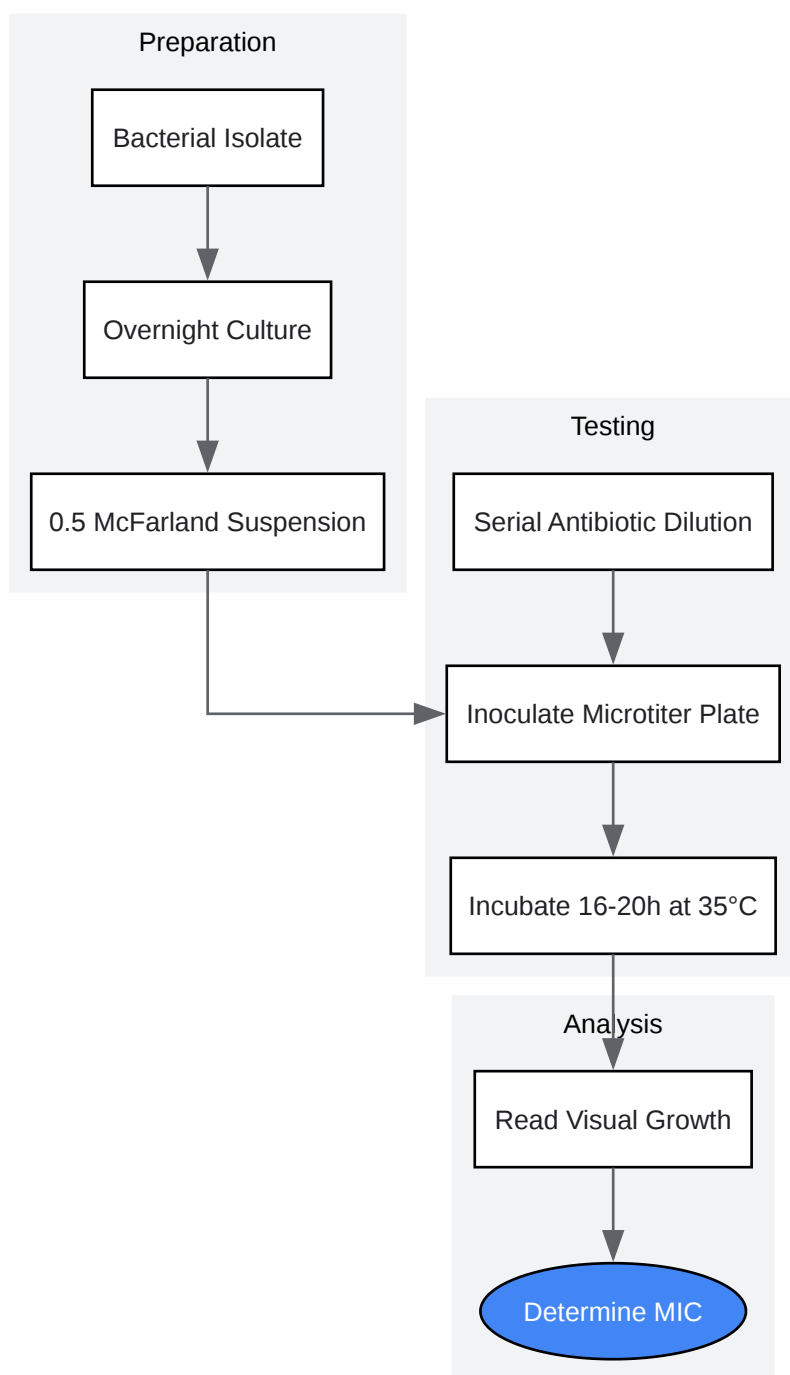 Preparation
Bacterial Isolate
Overnight Culture
0.5 McFarland Suspension
Testing
Serial Antibiotic Dilution
Inoculate Microtiter Plate
Incubate 16-20h at 35°C
Analysis
Read Visual Growth
Determine MIC